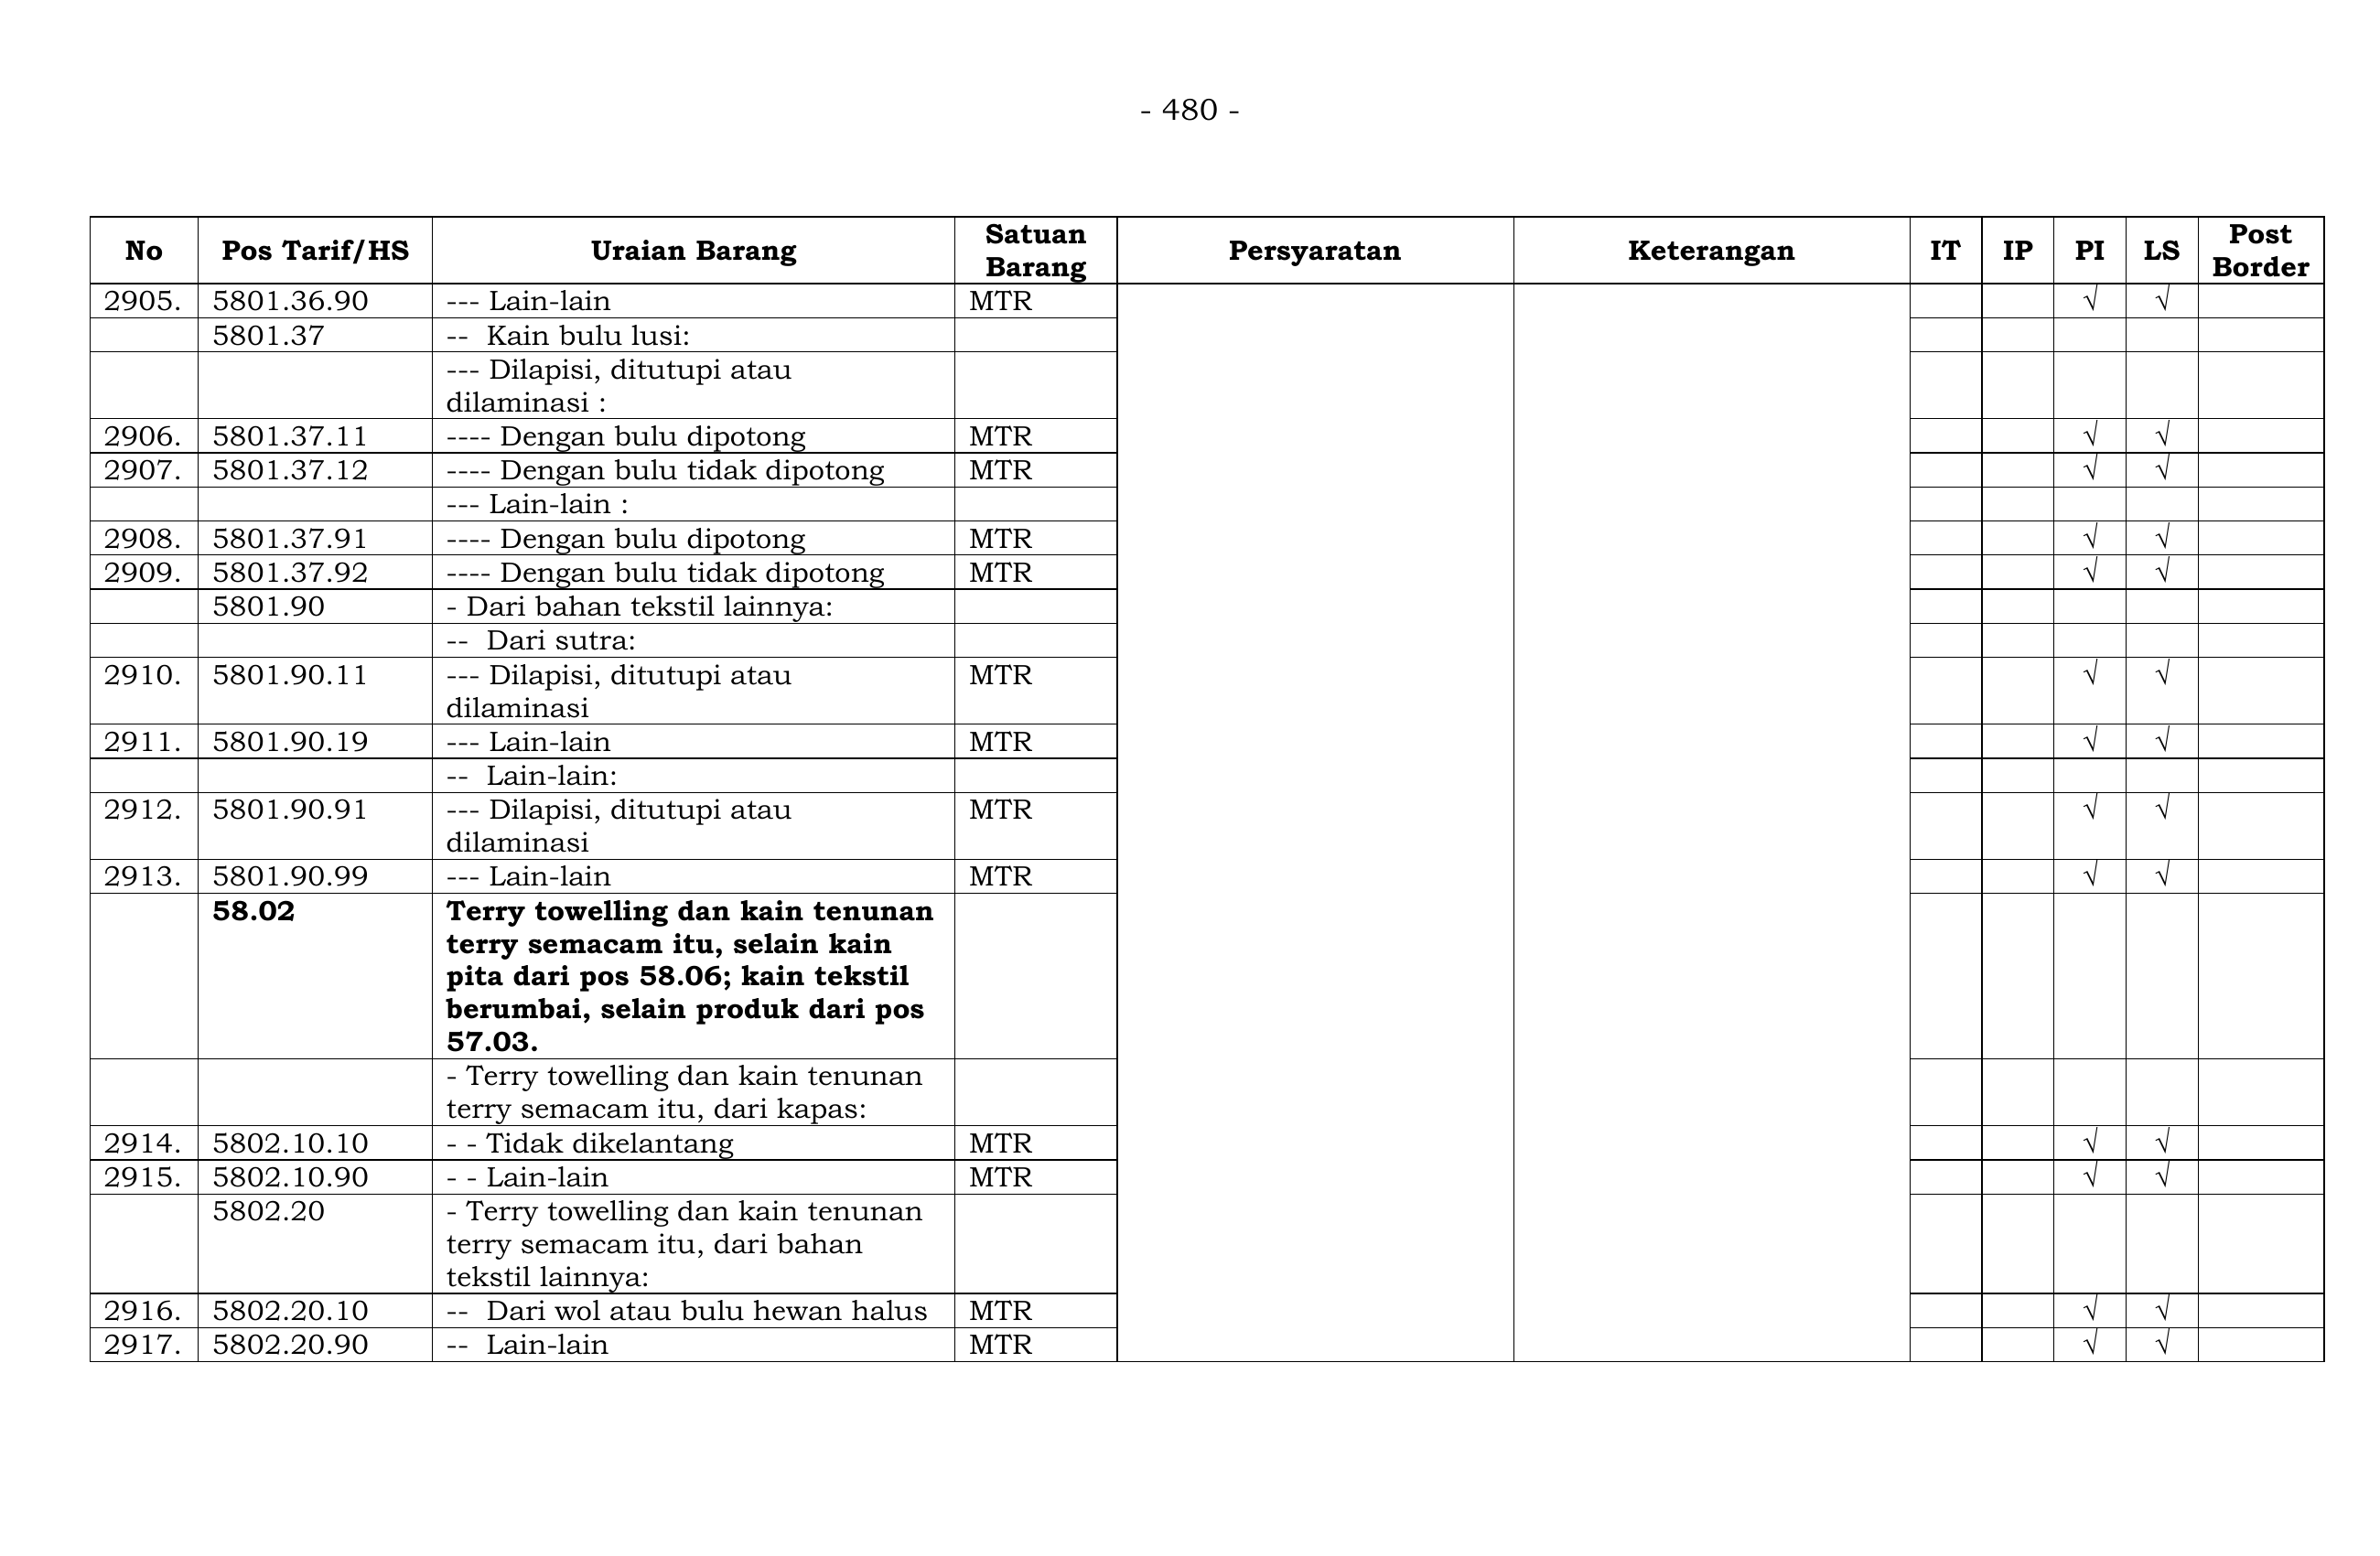 - 480 -
No Pos Tarif/HS Uraian Barang Satuan Barang Persyaratan Keterangan IT IP PI LS Post Border
2905. 5801.36.90 --- Lain-lain MTR √ √
5801.37 -- Kain bulu lusi:
--- Dilapisi, ditutupi atau
dilaminasi :
2906. 5801.37.11 ---- Dengan bulu dipotong MTR √ √
2907. 5801.37.12 ---- Dengan bulu tidak dipotong MTR √ √
--- Lain-lain :
2908. 5801.37.91 ---- Dengan bulu dipotong MTR √ √
2909. 5801.37.92 ---- Dengan bulu tidak dipotong MTR √ √
5801.90 - Dari bahan tekstil lainnya:
-- Dari sutra:
2910. 5801.90.11 --- Dilapisi, ditutupi atau MTR √ √
dilaminasi
2911. 5801.90.19 --- Lain-lain MTR √ √
-- Lain-lain:
2912. 5801.90.91 --- Dilapisi, ditutupi atau MTR √ √
dilaminasi
2913. 5801.90.99 --- Lain-lain MTR √ √
58.02 Terry towelling dan kain tenunan
terry semacam itu, selain kain
pita dari pos 58.06; kain tekstil
berumbai, selain produk dari pos
57.03.
- Terry towelling dan kain tenunan
terry semacam itu, dari kapas:
2914. 5802.10.10 - - Tidak dikelantang MTR √ √
2915. 5802.10.90 - - Lain-lain MTR √ √
5802.20 - Terry towelling dan kain tenunan
terry semacam itu, dari bahan
tekstil lainnya:
2916. 5802.20.10 -- Dari wol atau bulu hewan halus MTR √ √
2917. 5802.20.90 -- Lain-lain MTR √ √